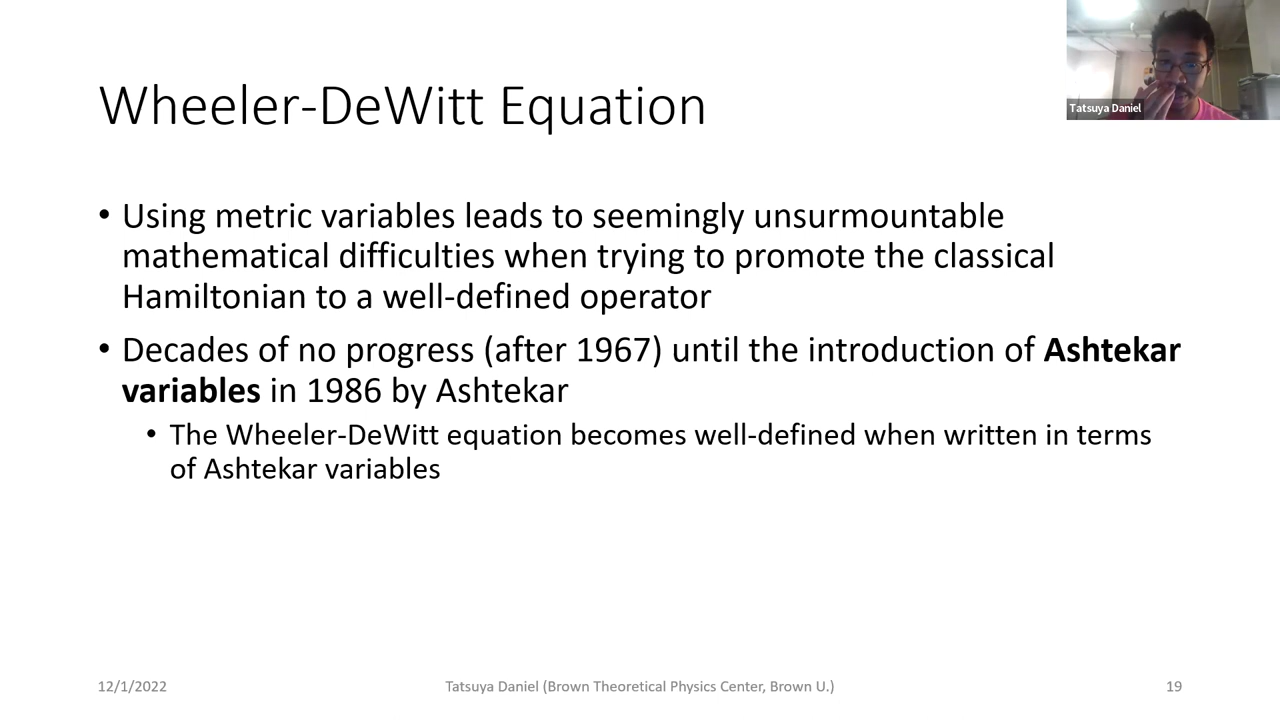 Wheeler-DeWitt Equation
Tatsuya Daniel
• Using metric variables leads to seemingly unsurmountable
mathematical difficulties when trying to promote the classical
Hamiltonian to a well-defined operator
• Decades of no progress (after 1967) until the introduction of Ashtekar
variables in 1986 by Ashtekar
• The Wheeler-DeWitt equation becomes well-defined when written in terms
of Ashtekar variables
12/1/2022
Tatsuya Daniel (Brown Theoretical Physics Center, Brown U.)
19